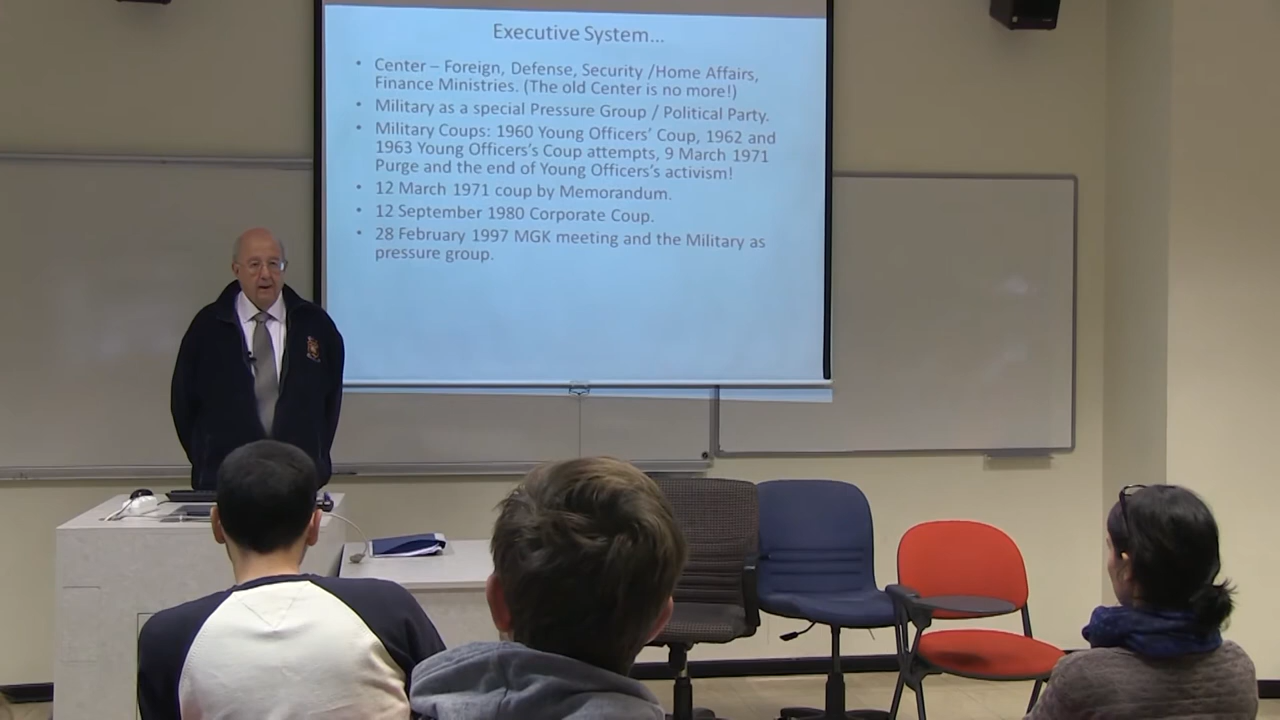 Executive System...
• Center – Foreign, Defense, Security /Home Affairs,
Finance Ministries. (The old Center is no more!)
• Military as a special Pressure Group / Political Party.
• Military Coups: 1960 Young Officers' Coup, 1962 and
1963 Young Officers's Coup attempts, 9 March 1971
Purge and the end of Young Officers's activism!
• 12 March 1971 coup by Memorandum.
• 12 September 1980 Corporate Coup.
• 28 February 1997 MGK meeting and the Military as
pressure group.